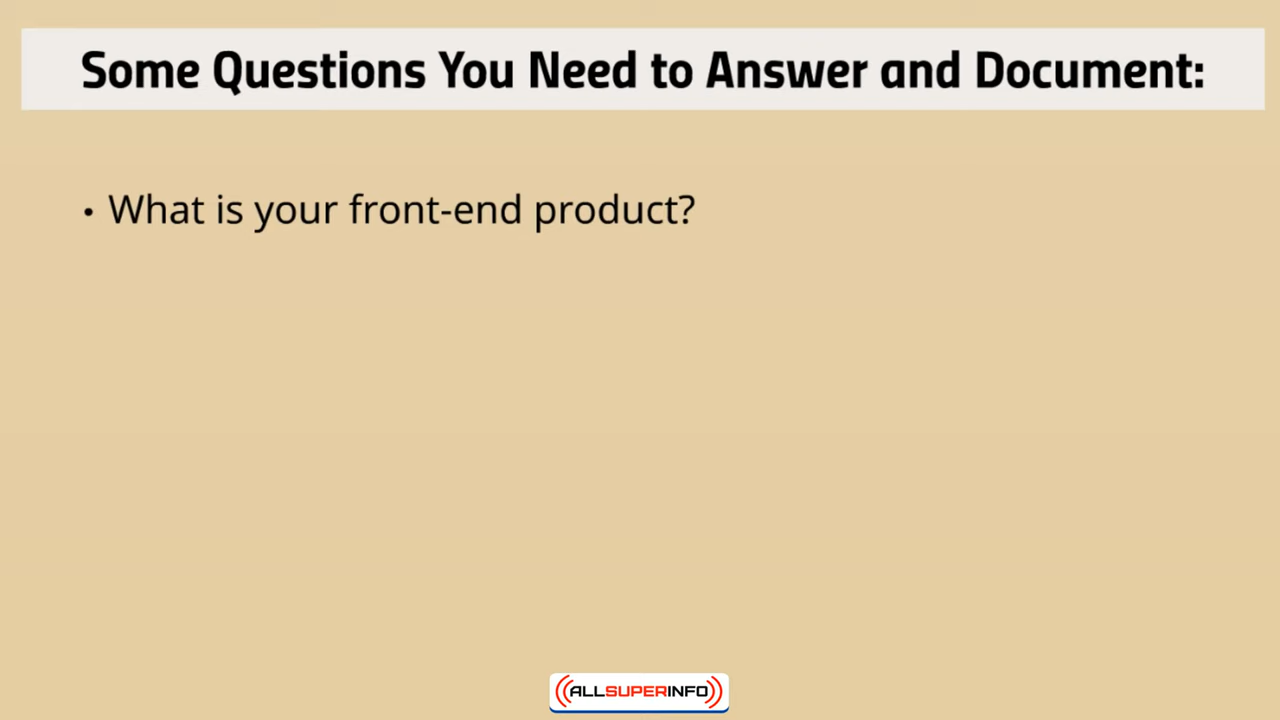 Some Questions You Need to Answer and Document:
• What is your front-end product?
ALLSUPERINFO